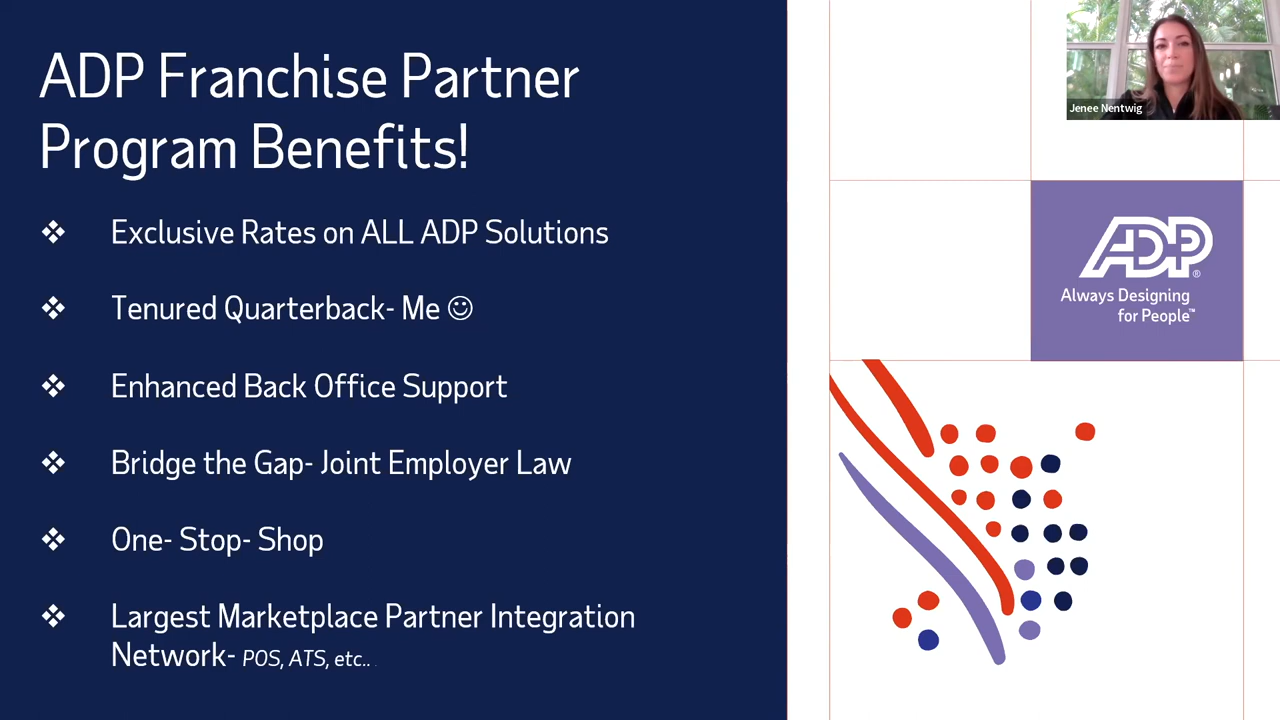 ADP Franchise Partner
Program Benefits!
❖ Exclusive Rates on ALL ADP Solutions
❖ Tenured Quarterback- Me ☺
❖ Enhanced Back Office Support
❖ Bridge the Gap- Joint Employer Law
❖ One- Stop- Shop
❖ Largest Marketplace Partner Integration
Network- POS, ATS, etc..
Jenee Nentwig
ADP®
Always Designing
for People™